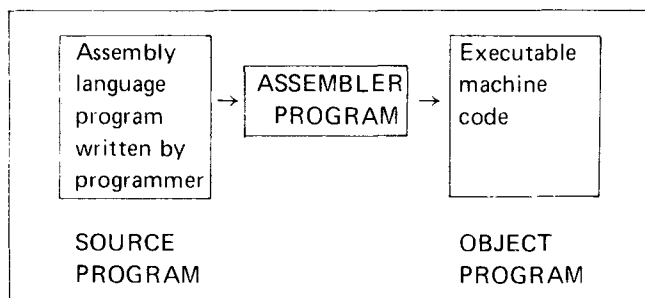 Assembly
language
program
written by
programmer
→
ASSEMBLER
PROGRAM
→
Executable
machine
code
SOURCE
PROGRAM
OBJECT
PROGRAM